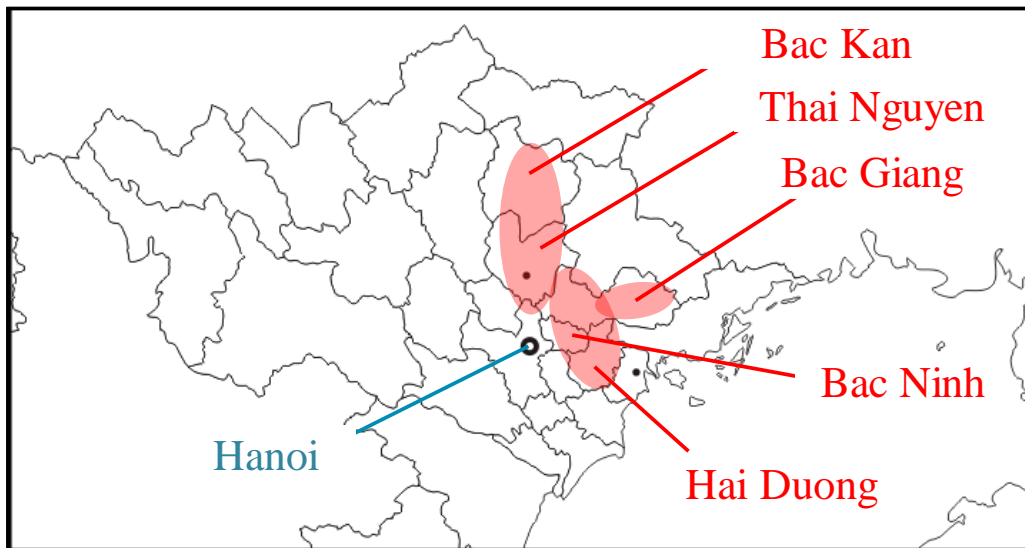 Bac Kan
Thai Nguyen
Bac Giang
Bac Ninh
Hanoi
Hai Duong